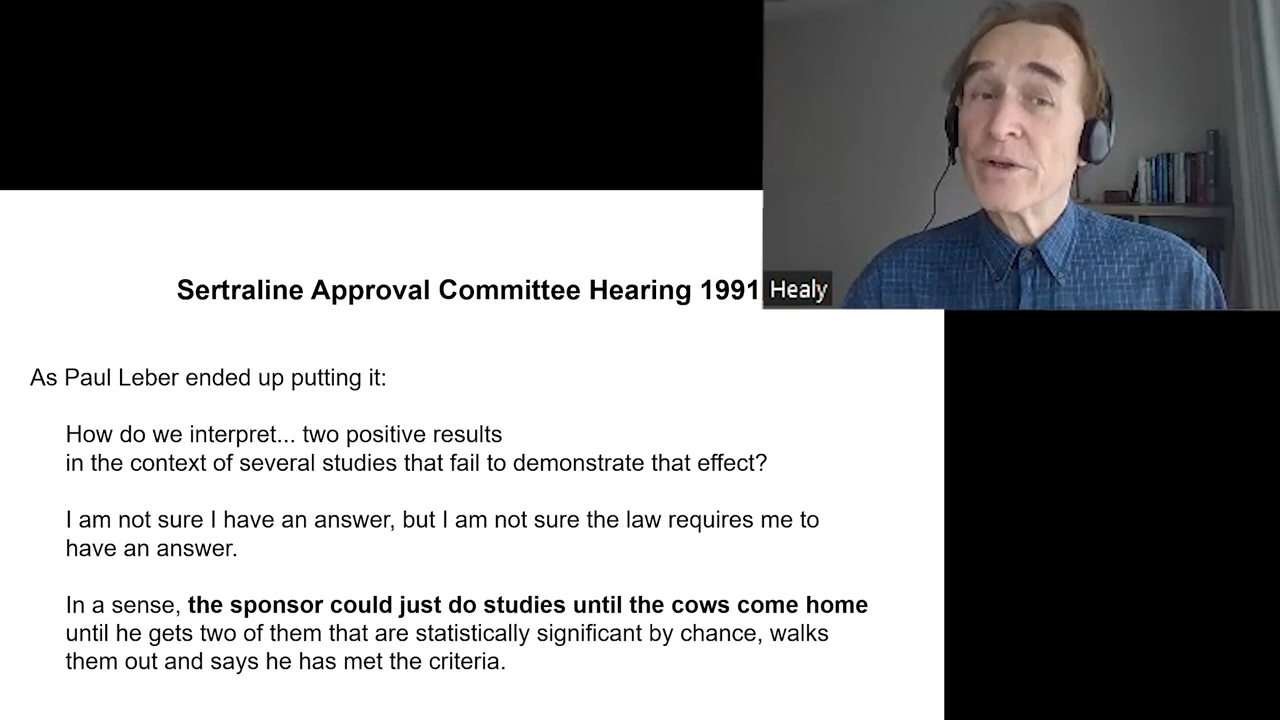 Sertraline Approval Committee Hearing 1991
Healy
As Paul Leber ended up putting it:
How do we interpret... two positive results
in the context of several studies that fail to demonstrate that effect?
I am not sure I have an answer, but I am not sure the law requires me to
have an answer.
In a sense, the sponsor could just do studies until the cows come home
until he gets two of them that are statistically significant by chance, walks
them out and says he has met the criteria.